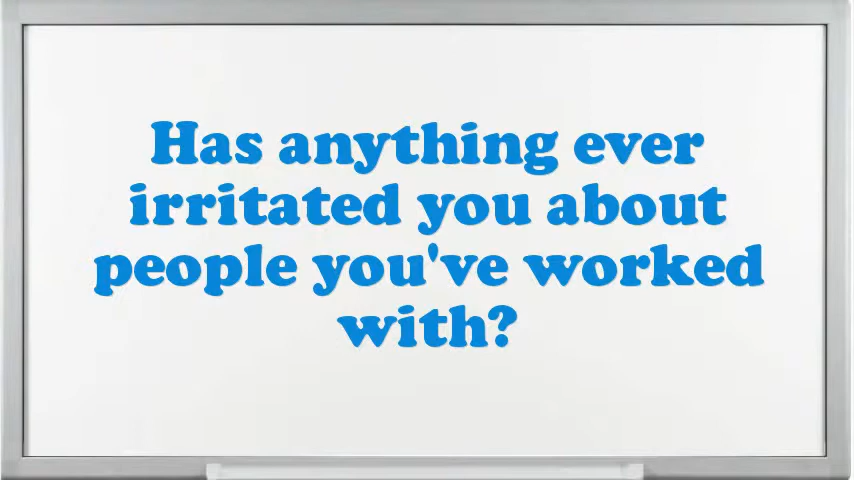 Has anything ever
irritated you about
people you've worked
with?